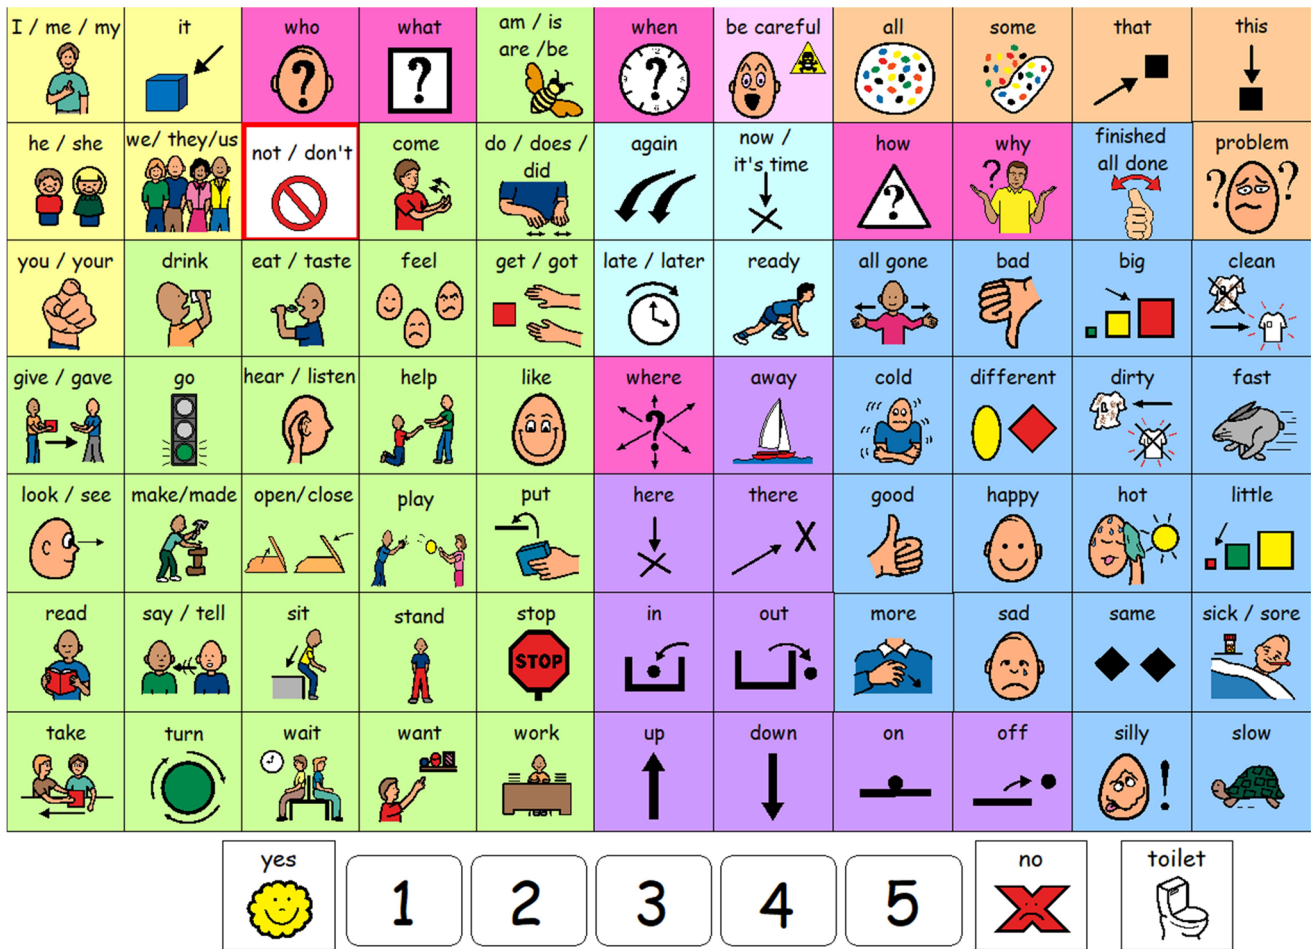 I / me / my
it
who
what
am / is
are /be
when
be careful
all
some
that
this
he / she
we/ they/us
not / don't
come
do / does /
did
again
now /
it's time
how
why
finished
all done
problem
you / your
drink
eat / taste
feel
get / got
late / later
ready
all gone
bad
big
clean
give / gave
go
hear / listen
help
like
where
away
cold
different
dirty
fast
look / see
make/made
open/close
play
put
here
there
good
happy
hot
little
read
say / tell
sit
stand
stop
STOP
in
out
more
sad
same
sick / sore
take
turn
wait
want
work
up
down
on
off
silly
slow
yes
1
2
3
4
5
no
toilet